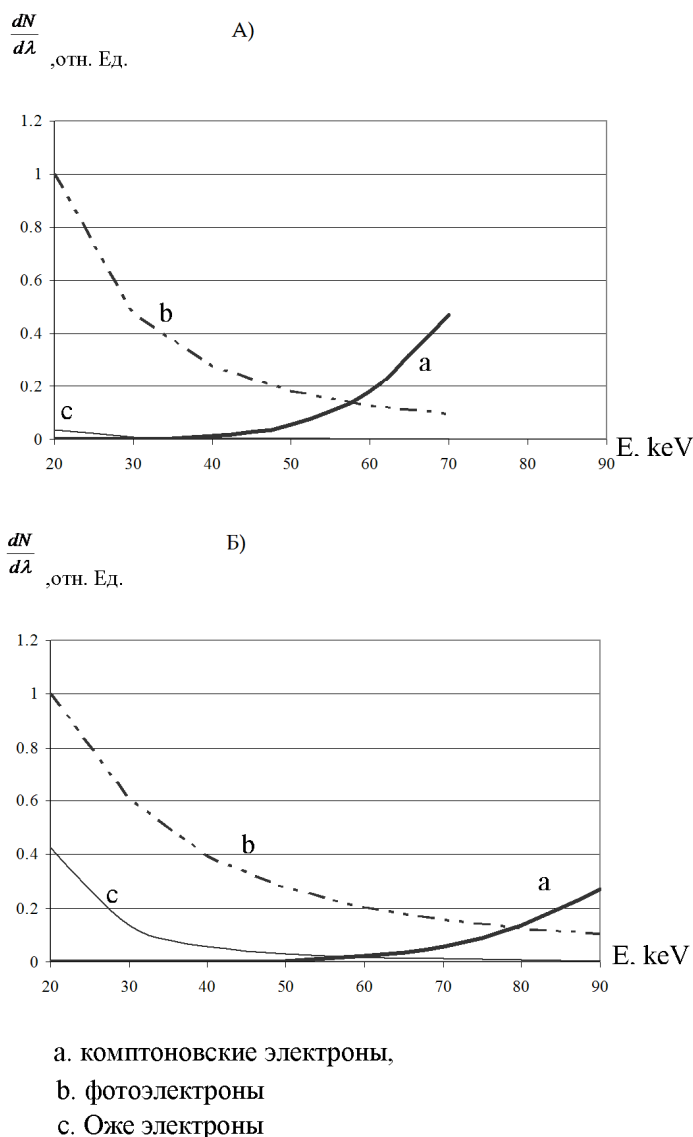 dN
dλ
,отн. Ед.
А)
1.2
1
0.8
0.6
0.4
0.2
0
b
a
c
20 30 40 50 60 70 80 90
E. keV
dN
dλ
,отн. Ед.
Б)
1.2
1
0.8
0.6
0.4
0.2
0
b
a
c
20 30 40 50 60 70 80 90
E. keV
a. комптоновские электроны,
b. фотоэлектроны
c. Оже электроны